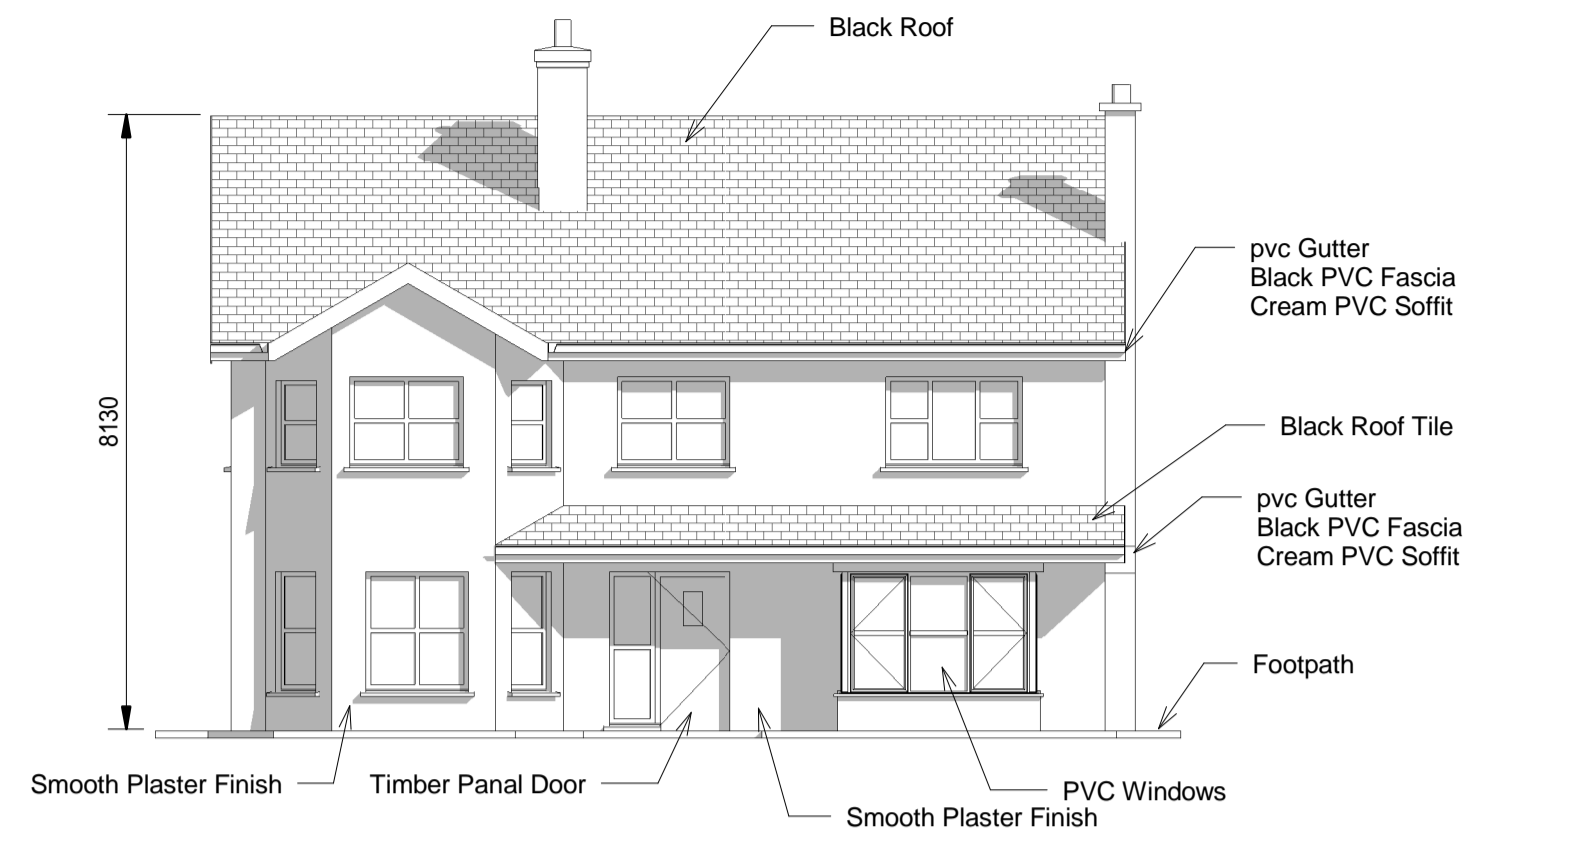 Black Roof
pvc Gutter
Black PVC Fascia
Cream PVC Soffit
8130
Black Roof Tile
pvc Gutter
Black PVC Fascia
Cream PVC Soffit
Footpath
Smooth Plaster Finish
Timber Panal Door
PVC Windows
Smooth Plaster Finish